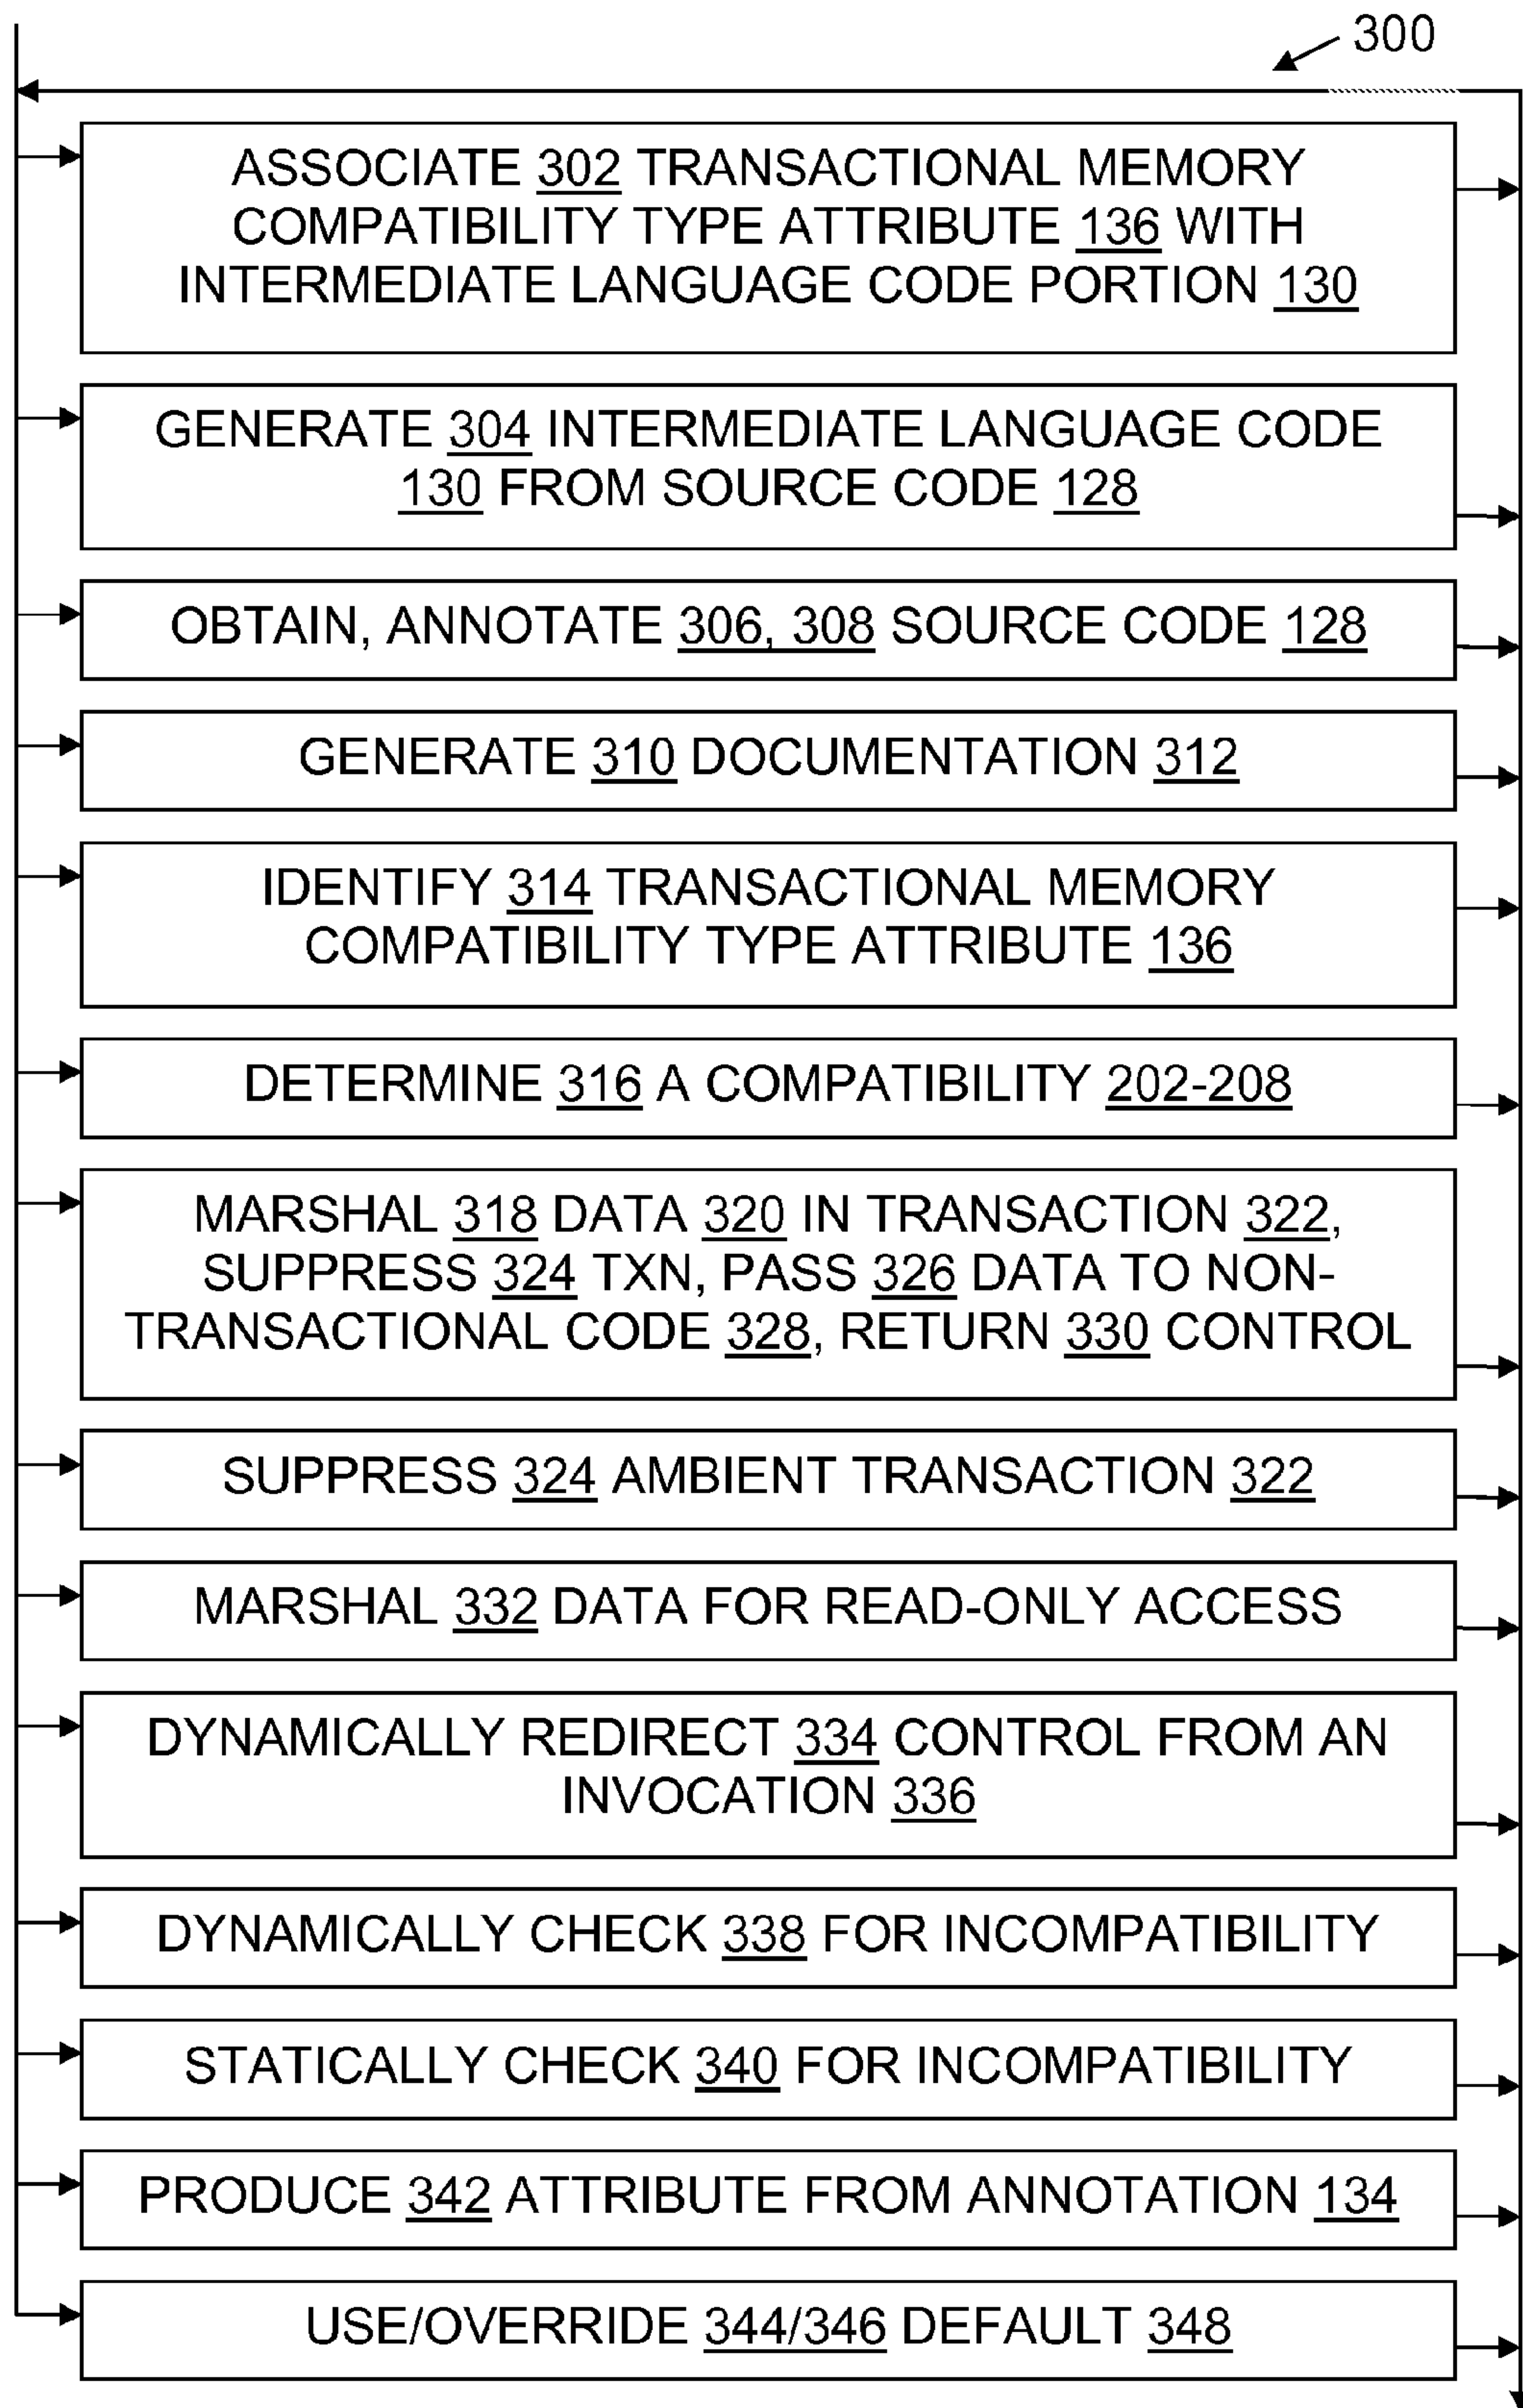 300
ASSOCIATE 302 TRANSACTIONAL MEMORY
COMPATIBILITY TYPE ATTRIBUTE 136 WITH
INTERMEDIATE LANGUAGE CODE PORTION 130
GENERATE 304 INTERMEDIATE LANGUAGE CODE
130 FROM SOURCE CODE 128
OBTAIN, ANNOTATE 306, 308 SOURCE CODE 128
GENERATE 310 DOCUMENTATION 312
IDENTIFY 314 TRANSACTIONAL MEMORY
COMPATIBILITY TYPE ATTRIBUTE 136
DETERMINE 316 A COMPATIBILITY 202-208
MARSHAL 318 DATA 320 IN TRANSACTION 322,
SUPPRESS 324 TXN, PASS 326 DATA TO NON-
TRANSACTIONAL CODE 328, RETURN 330 CONTROL
SUPPRESS 324 AMBIENT TRANSACTION 322
MARSHAL 332 DATA FOR READ-ONLY ACCESS
DYNAMICALLY REDIRECT 334 CONTROL FROM AN
INVOCATION 336
DYNAMICALLY CHECK 338 FOR INCOMPATIBILITY
STATICALLY CHECK 340 FOR INCOMPATIBILITY
PRODUCE 342 ATTRIBUTE FROM ANNOTATION 134
USE/OVERRIDE 344/346 DEFAULT 348